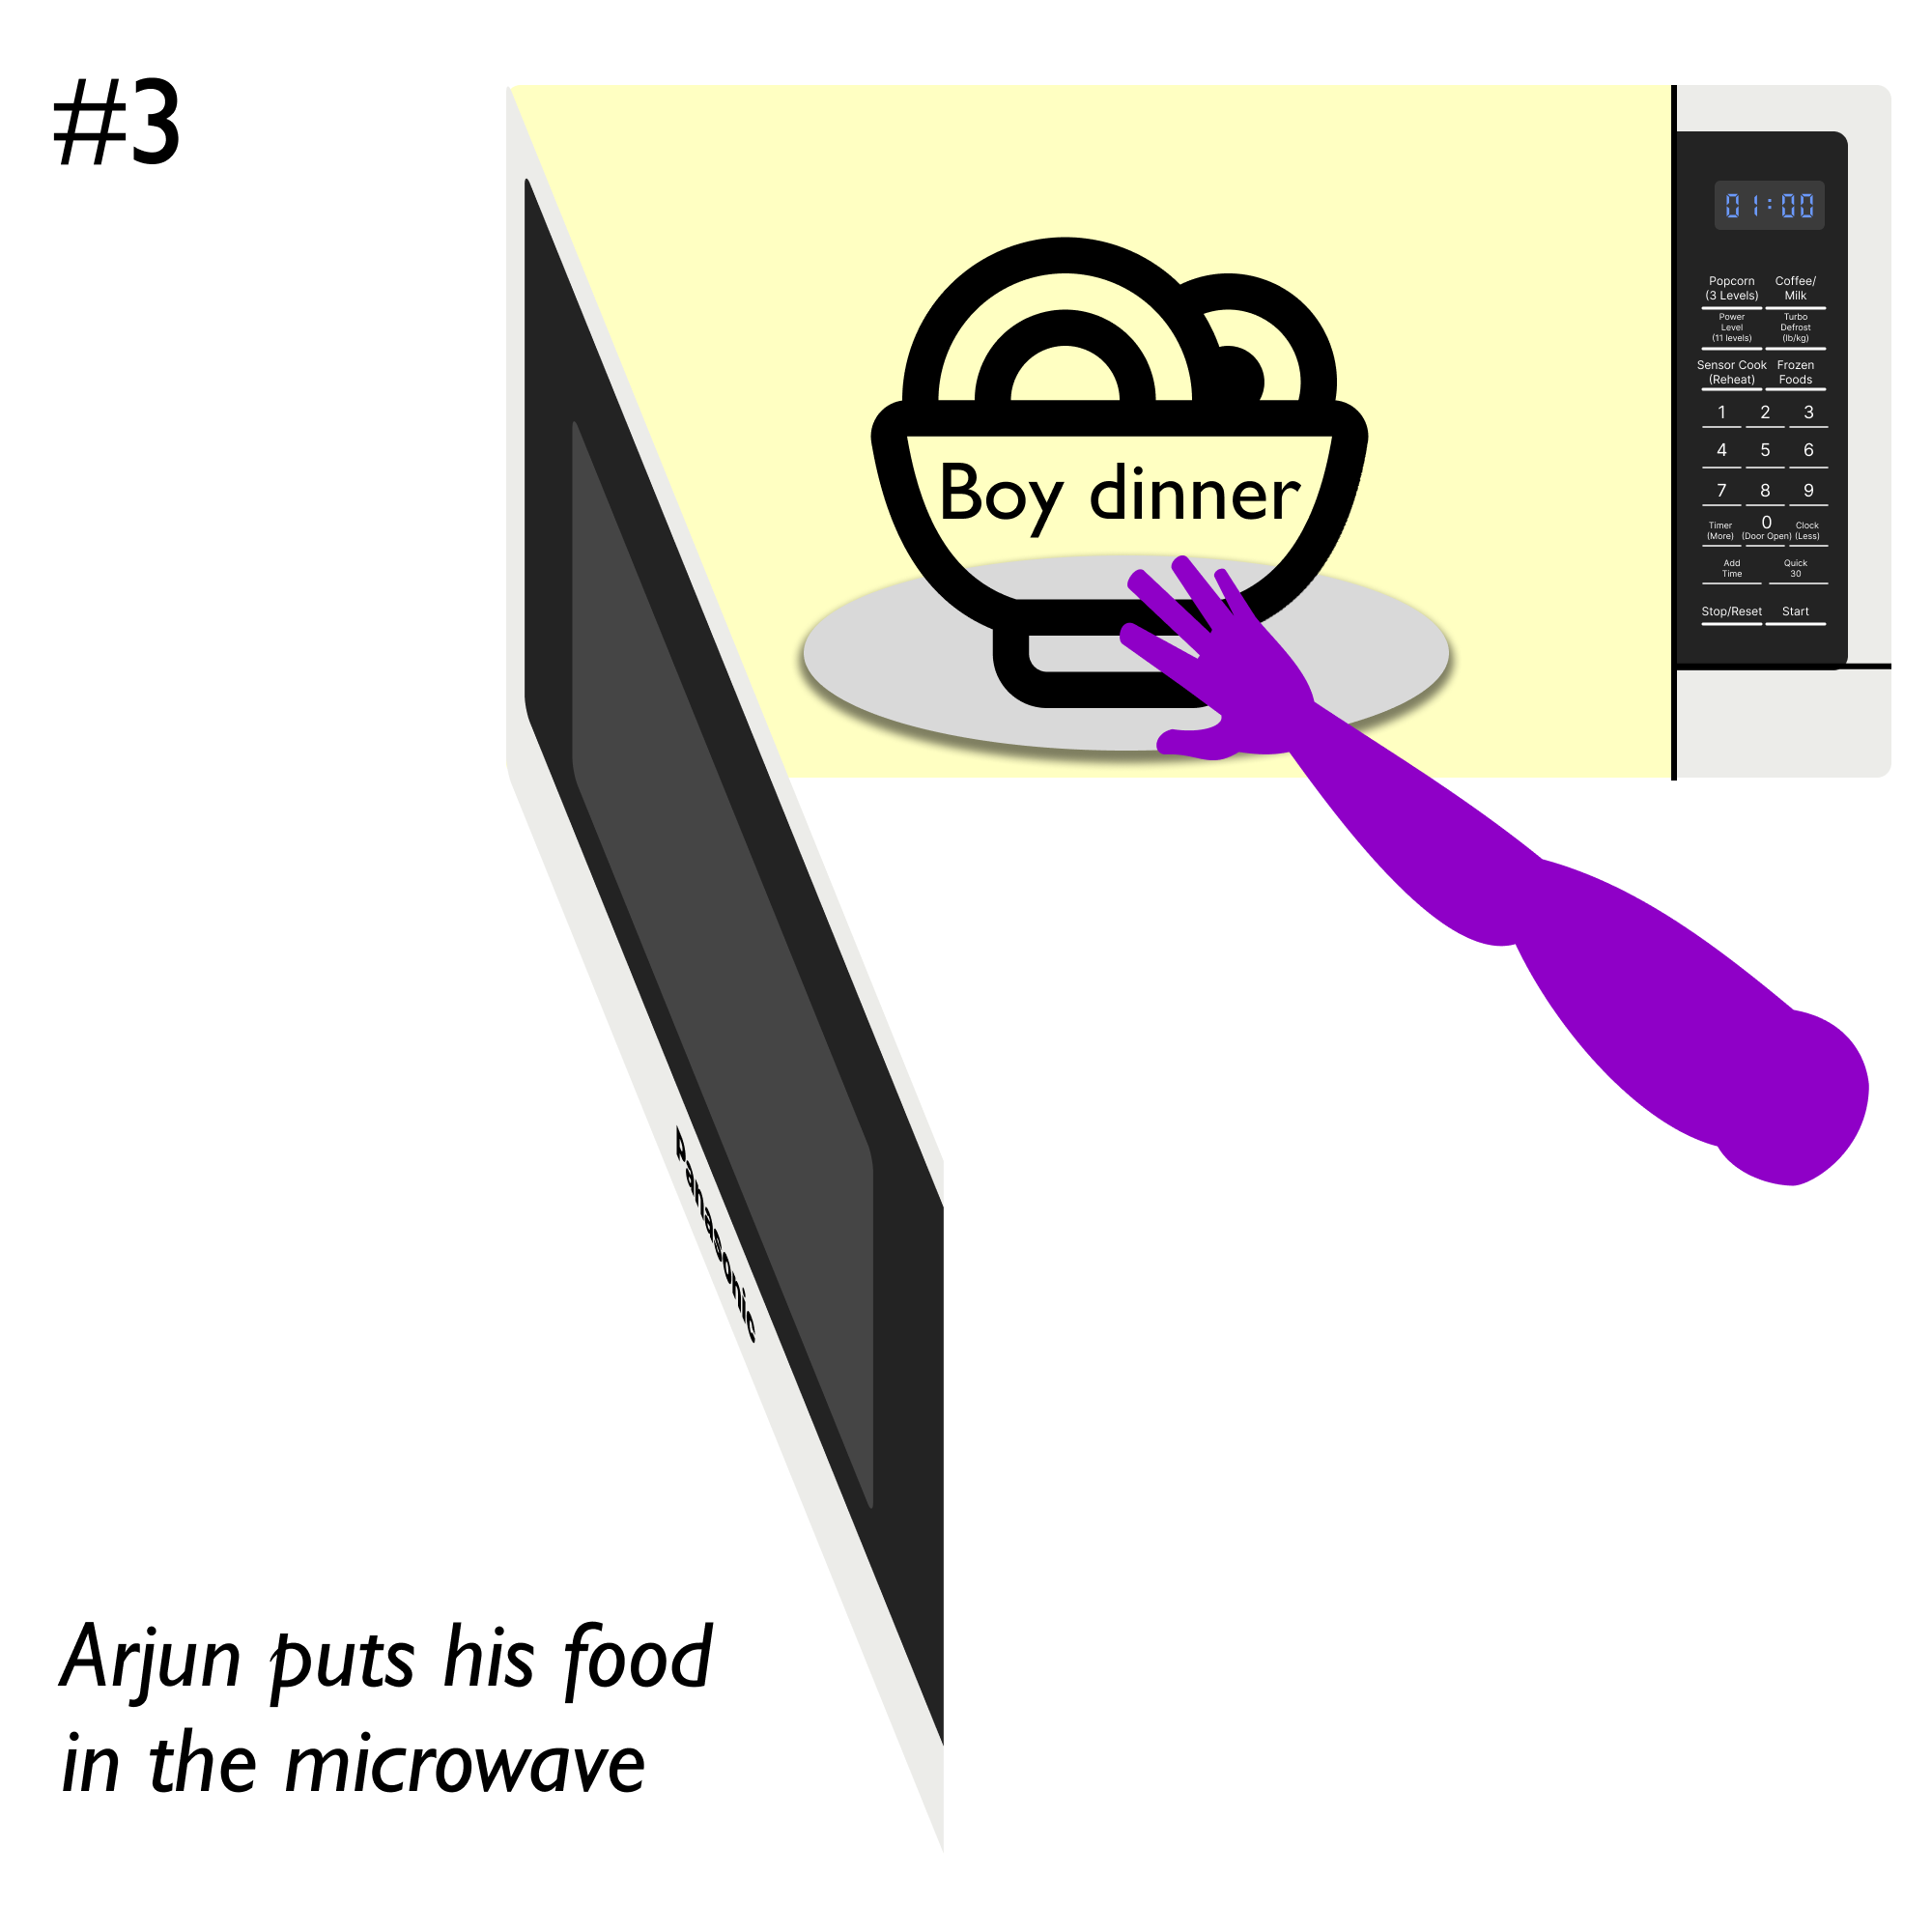 #3
01:00
Popcorn
(3 Levels)
Coffee/
Milk
Power
Level
(11 levels)
Turbo
Defrost
(lb/kg)
Sensor Cook
(Reheat)
Frozen
Foods
1 2 3
4 5 6
7 8 9
Timer
(More)
0
(Door Open)
Clock
(Less)
Add
Time
Quick
30
Stop/Reset Start
Boy dinner
Arjun puts his food
in the microwave